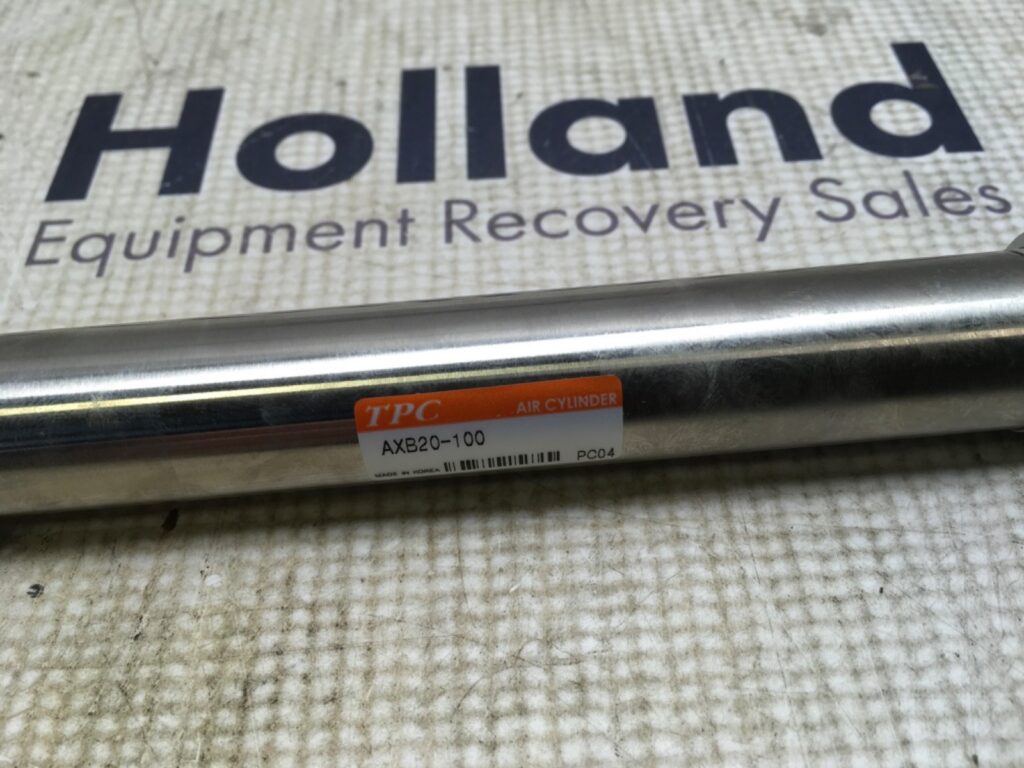 Holland
Equipment Recovery Sales
TPC AIR CYLINDER
AXB20-100
MADE IN KOREA PC04